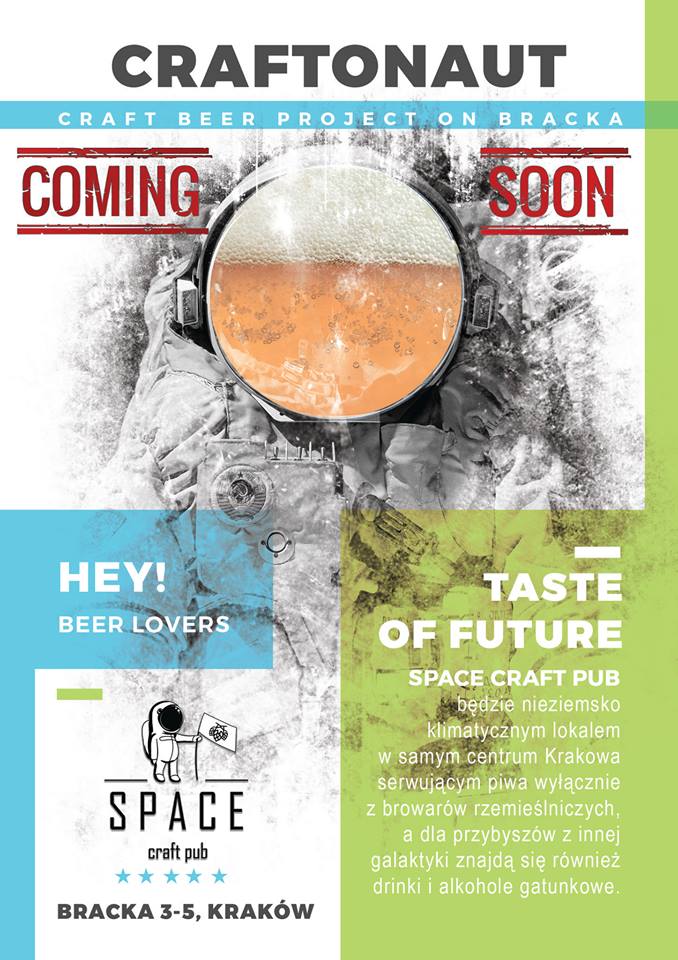 CRAFTONAUT
CRAFT BEER PROJECT ON BRACKA
COMING SOON
HEY!
BEER LOVERS
TASTE
OF FUTURE
SPACE CRAFT PUB
będzie nieziemsko
klimatycznym lokalem
w samym centrum Krakowa
serwującym piwa wyłącznie
z browarów rzemieślniczych,
a dla przybyszów z innej
galaktyki znajdą się również
drinki i alkohole gatunkowe.
SPACE
craft pub
BRACKA 3-5, KRAKÓW